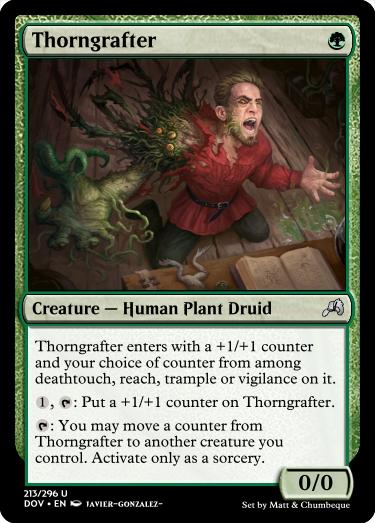 Thorngrafter
Creature — Human Plant Druid
Thorngrafter enters with a +1/+1 counter
and your choice of counter from among
deathtouch, reach, trample or vigilance on it.
1, T: Put a +1/+1 counter on Thorngrafter.
T: You may move a counter from
Thorngrafter to another creature you
control. Activate only as a sorcery.
0/0
213/296 U
DOV • EN JAVIER-GONZALEZ-
Set by Matt & Chumbeque